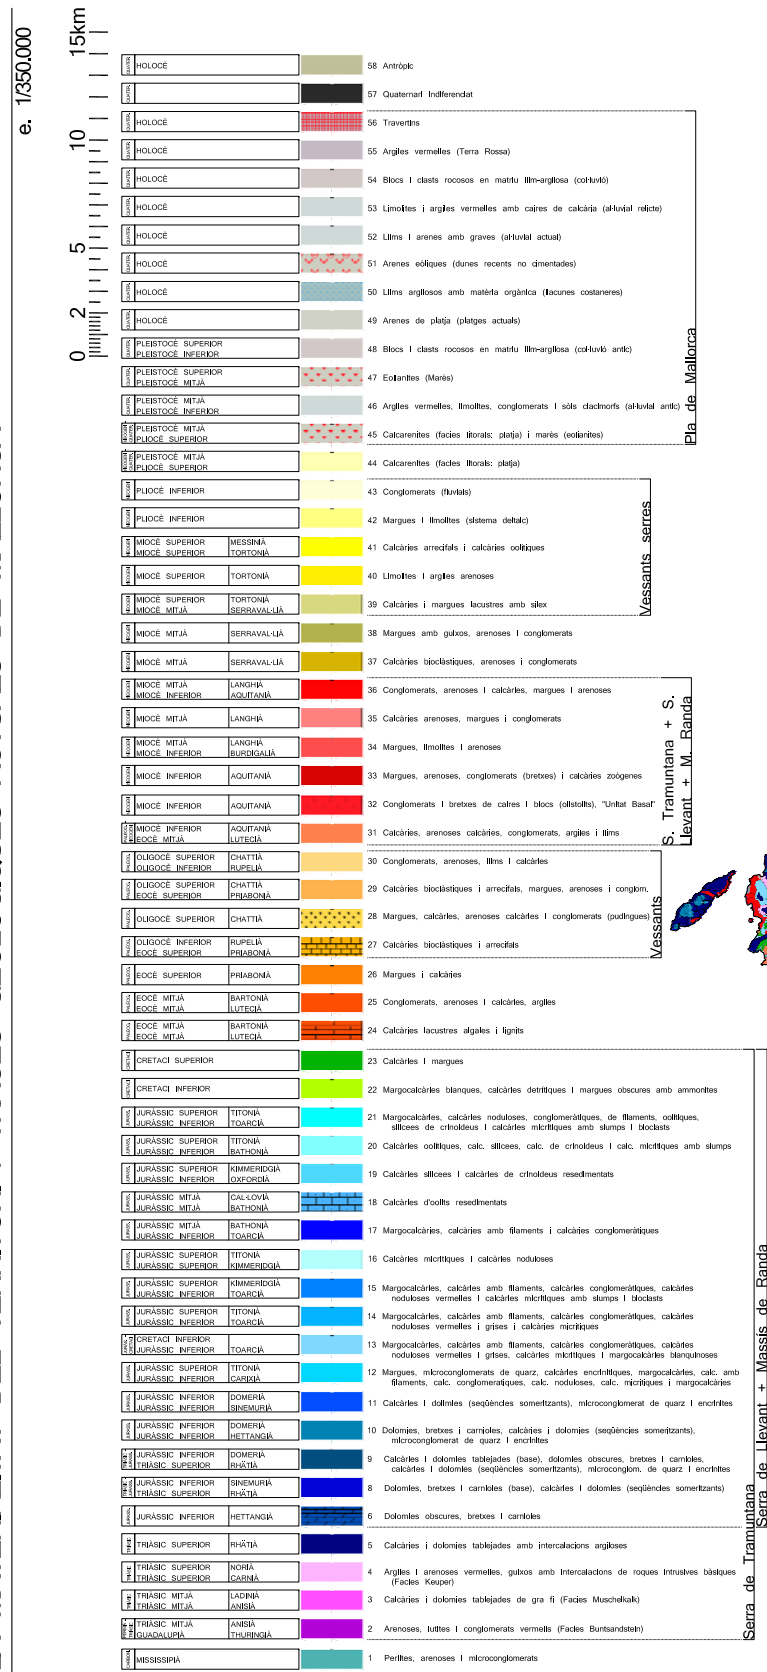 e. 1/350.000
0 2 5 10 15km
HOLOCÈ 58 Antròpic
57 Quaternari Indiferenciat
HOLOCÈ 56 Travertins
HOLOCÈ 55 Argiles vermelles (Terra Rossa)
HOLOCÈ 54 Blocs i clasts rocosos en matriu llim-argilosa (col·luvió)
HOLOCÈ 53 Limolites i argiles vermelles amb caires de calcària (al·luvial relicte)
HOLOCÈ 52 Llims i arenes amb graves (al·luvial actual)
HOLOCÈ 51 Arenes eòliques (dunes recents no cimentades)
HOLOCÈ 50 Llims argilosos amb matèria orgànica (llacunes costaneres)
HOLOCÈ 49 Arenes de platja (platges actuals)
PLEISTOCÈ SUPERIOR
PLEISTOCÈ INFERIOR 48 Blocs i clasts rocosos en matriu llim-argilosa (col·luvió antic)
PLEISTOCÈ SUPERIOR
PLEISTOCÈ MITJÀ 47 Eolianites (Marès)
PLEISTOCÈ MITJÀ
PLEISTOCÈ INFERIOR 46 Argiles vermelles, llimolites, conglomerats i sòls daclmorfs (al·luvial antic)
PLEISTOCÈ MITJÀ
PLIOCÈ SUPERIOR 45 Calcarenites (facies litorals: platja) i marès (eolianites)
Pla de Mallorca
PLEISTOCÈ MITJÀ
PLIOCÈ SUPERIOR 44 Calcarenites (facies litorals: platja)
PLIOCÈ INFERIOR 43 Conglomerats (fluvials)
PLIOCÈ INFERIOR 42 Margues i llimolites (sistema deltaic)
MIOCÈ SUPERIOR MESSINIÀ
TORTONIÀ 41 Calcàries arrecifals i calcàries oolítiques
MIOCÈ SUPERIOR TORTONIÀ 40 Limolites i argiles arenoses
MIOCÈ SUPERIOR TORTONIÀ
MIOCÈ MITJÀ SERRAVAL·LIÀ 39 Calcàries i margues lacustres amb silex
Vessants serres
MIOCÈ MITJÀ SERRAVAL·LIÀ 38 Margues amb guixos, arenoses i conglomerats
MIOCÈ MITJÀ SERRAVAL·LIÀ 37 Calcàries bioclàstiques, arenoses i conglomerats
MIOCÈ MITJÀ LANGHIÀ
MIOCÈ INFERIOR AQUITANIÀ 36 Conglomerats, arenoses i calcàries, margues i arenoses
MIOCÈ MITJÀ LANGHIÀ 35 Calcàries arenoses, margues i conglomerats
MIOCÈ MITJÀ LANGHIÀ
MIOCÈ INFERIOR BURDIGALIÀ 34 Margues, llimolites i arenoses
MIOCÈ INFERIOR AQUITANIÀ 33 Margues, arenoses, conglomerats (bretxes) i calcàries zoògenes
MIOCÈ INFERIOR AQUITANIÀ 32 Conglomerats i bretxes de calres i blocs (olistolits), "Unitat Basal"
MIOCÈ INFERIOR AQUITANIÀ
EOCÈ MITJÀ LUTECIÀ 31 Calcàries, arenoses calcàries, conglomerats, argiles i llims
S. Tramuntana + S.
Llevant + M. Randa
OLIGOCÈ SUPERIOR CHATTIÀ
OLIGOCÈ INFERIOR RUPELIÀ 30 Conglomerats, arenoses, llims i calcàries
OLIGOCÈ SUPERIOR CHATTIÀ
EOCÈ SUPERIOR PRIABONIÀ 29 Calcàries bioclàstiques i arrecifals, margues, arenoses i conglom.
OLIGOCÈ SUPERIOR CHATTIÀ 28 Margues, calcàries, arenoses calcàries i conglomerats (pudingues)
OLIGOCÈ INFERIOR RUPELIÀ
EOCÈ SUPERIOR PRIABONIÀ 27 Calcàries bioclàstiques i arrecifals
Vessants
EOCÈ SUPERIOR PRIABONIÀ 26 Margues i calcàries
EOCÈ MITJÀ BARTONIÀ
EOCÈ MITJÀ LUTECIÀ 25 Conglomerats, arenoses i calcàries, argiles
EOCÈ MITJÀ BARTONIÀ
EOCÈ MITJÀ LUTECIÀ 24 Calcàries lacustres algales i lignits
CRETACI SUPERIOR 23 Calcàries i margues
CRETACI INFERIOR 22 Margocalcàries blanques, calcàries detrítiques i margues obscures amb ammonites
JURÀSSIC SUPERIOR TITONIÀ
JURÀSSIC INFERIOR TOARCIÀ 21 Margocalcàries, calcàries noduloses, conglomeràtiques, de filaments, oolítiques,
silícees de crinoideus i calcàries micrítiques amb slumps i bioclasts
JURÀSSIC SUPERIOR TITONIÀ
JURÀSSIC INFERIOR BATHONIÀ 20 Calcàries oolítiques, calc. silícees, calc. de crinoideus i calc. micrítiques amb slumps
JURÀSSIC SUPERIOR KIMMERIDGIÀ
JURÀSSIC INFERIOR OXFORDIÀ 19 Calcàries silícees i calcàries de crinoideus resedimentats
JURÀSSIC MITJÀ CAL·LOVIÀ
JURÀSSIC MITJÀ BATHONIÀ 18 Calcàries d'oolits resedimentats
JURÀSSIC MITJÀ BATHONIÀ
JURÀSSIC INFERIOR TOARCIÀ 17 Margocalcàries, calcàries amb filaments i calcàries conglomeràtiques
JURÀSSIC SUPERIOR TITONIÀ
JURÀSSIC SUPERIOR KIMMERIDGIÀ 16 Calcàries micrítiques i calcàries noduloses
JURÀSSIC SUPERIOR KIMMERIDGIÀ
JURÀSSIC INFERIOR TOARCIÀ 15 Margocalcàries, calcàries amb filaments, calcàries conglomeràtiques, calcàries
noduloses vermelles i calcàries micrítiques amb slumps i bioclasts
JURÀSSIC SUPERIOR TITONIÀ
JURÀSSIC INFERIOR TOARCIÀ 14 Margocalcàries, calcàries amb filaments, calcàries conglomeràtiques, calcàries
noduloses vermelles i grises i calcàries micrítiques
CRETACI INFERIOR
JURÀSSIC INFERIOR TOARCIÀ 13 Margocalcàries, calcàries amb filaments, calcàries conglomeràtiques, calcàries
noduloses vermelles i grises, calcàries micrítiques i margocalcàries blanquinoses
JURÀSSIC SUPERIOR TITONIÀ
JURÀSSIC INFERIOR CARIXIÀ 12 Margues, microconglomerats de quarz, calcàries encrinítiques, margocalcàries, calc. amb
filaments, calc. conglomeratiques, calc. noduloses, calc. micrítiques i margocalcàries
JURÀSSIC INFERIOR DOMERIÀ
JURÀSSIC INFERIOR SINEMURIÀ 11 Calcàries i dolimies (seqüències someritzants), microconglomerat de quarz i encrinites
JURÀSSIC INFERIOR DOMERIÀ
JURÀSSIC INFERIOR HETTANGIÀ 10 Dolomies, bretxes i carnioles, calcàries i dolomies (seqüències someritzants),
microconglomerat de quarz i encrinites
JURÀSSIC INFERIOR DOMERIÀ
TRIÀSIC SUPERIOR RHÄTIÀ 9 Calcàries i dolomies tablejades (base), dolomies obscures, bretxes i carnioles,
calcàries i dolomies (seqüències someritzants), microconglom. de quarz i encrinites
JURÀSSIC INFERIOR SINEMURIÀ
TRIÀSIC SUPERIOR RHÄTIÀ 8 Dolomies, bretxes i carnioles (base), calcàries i dolomies (seqüències someritzants)
JURÀSSIC INFERIOR HETTANGIÀ 6 Dolomies obscures, bretxes i carnioles
Serra de Llevant + Massís de Randa
TRIÀSIC SUPERIOR RHÄTIÀ 5 Calcàries i dolomies tablejades amb intercalacions argiloses
TRIÀSIC SUPERIOR NORIÀ
TRIÀSIC SUPERIOR CARNIÀ 4 Argiles i arenoses vermelles, guixos amb intercalacions de roques intrusives bàsiques
(Facies Keuper)
TRIÀSIC MITJÀ LADINIÀ
TRIÀSIC MITJÀ ANISIÀ 3 Calcàries i dolomies tablejades de gra fi (Facies Muschelkalk)
TRIÀSIC MITJÀ ANISIÀ
GUADALUPIÀ THURINGIÀ 2 Arenoses, lutites i conglomerats vermells (Facies Buntsandstein)
Serra de Tramuntana
MISSISSIPIÀ 1 Perlites, arenoses i microconglomerats